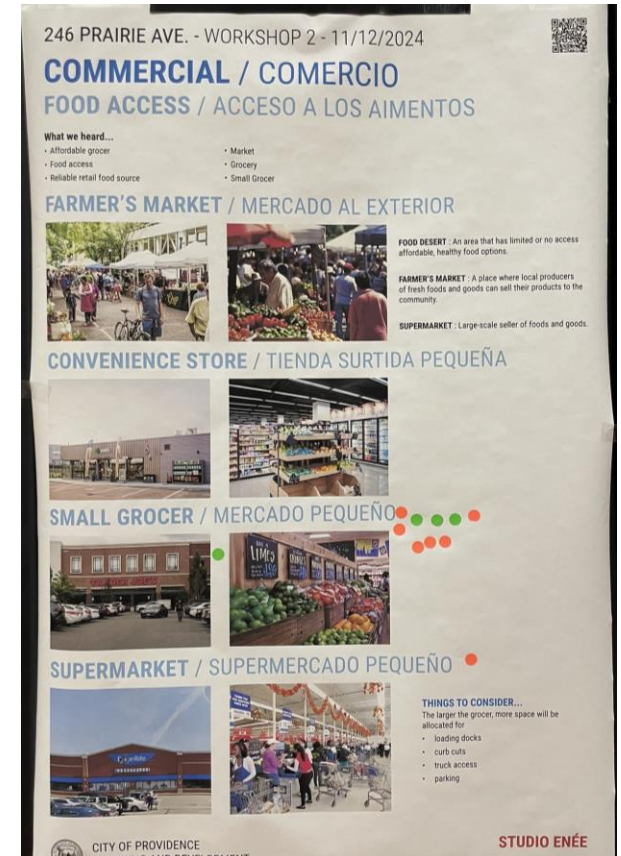 246 PRAIRIE AVE. - WORKSHOP 2 - 11/12/2024
COMMERCIAL / COMERCIO
FOOD ACCESS / ACCESO A LOS AIMENTOS
What we heard...
• Affordable grocer
• Food access
• Reliable retail food source
• Market
• Grocery
• Small Grocer
FARMER'S MARKET / MERCADO AL EXTERIOR
FOOD DESERT : An area that has limited or no access
affordable, healthy food options.
FARMER'S MARKET : A place where local producers
of fresh foods and goods can sell their products to the
community.
SUPERMARKET : Large-scale seller of foods and goods.
CONVENIENCE STORE / TIENDA SURTIDA PEQUEÑA
SMALL GROCER / MERCADO PEQUEÑO
LIMES
SUPERMARKET / SUPERMERCADO PEQUEÑO
THINGS TO CONSIDER...
The larger the grocer, more space will be
allocated for
• loading docks
• curb cuts
• truck access
• parking
CITY OF PROVIDENCE
STUDIO ENÉE